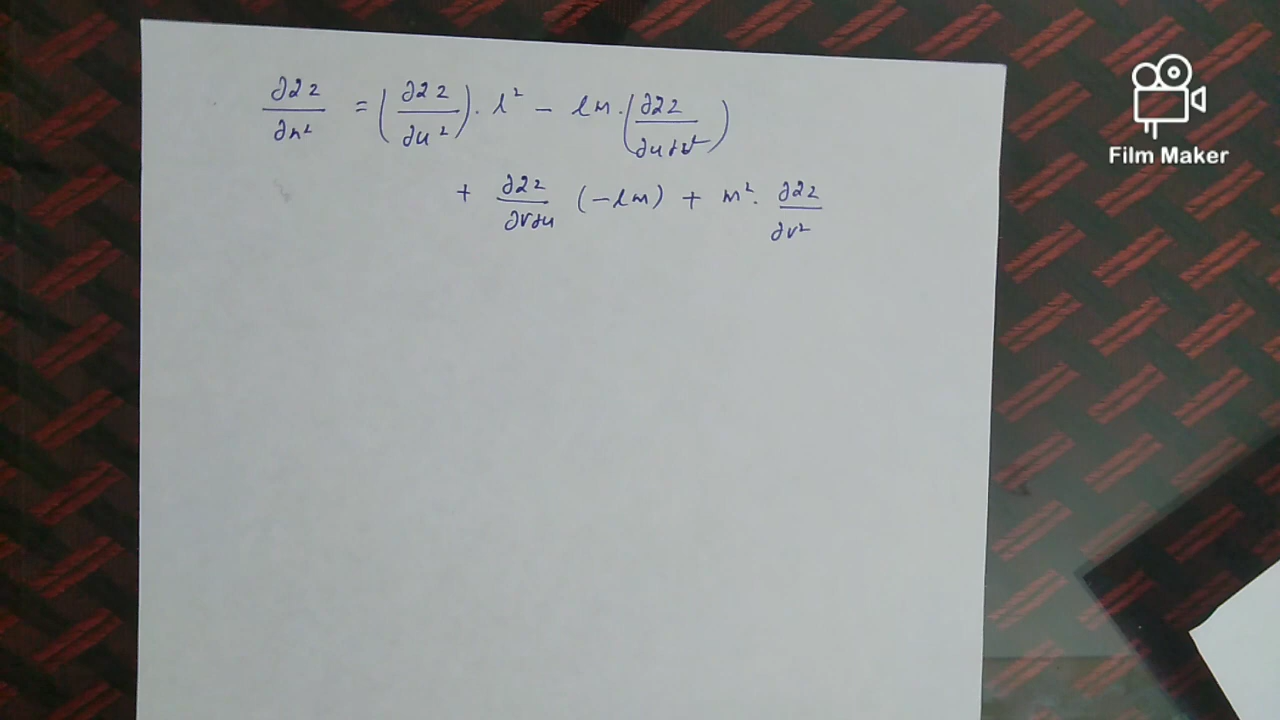 ∂2z/∂x² = (∂2z/∂u²) · l² – lm · (∂2z/∂u∂v)
+ ∂2z/∂v∂u (–lm) + m² · ∂2z/∂v²
Film Maker